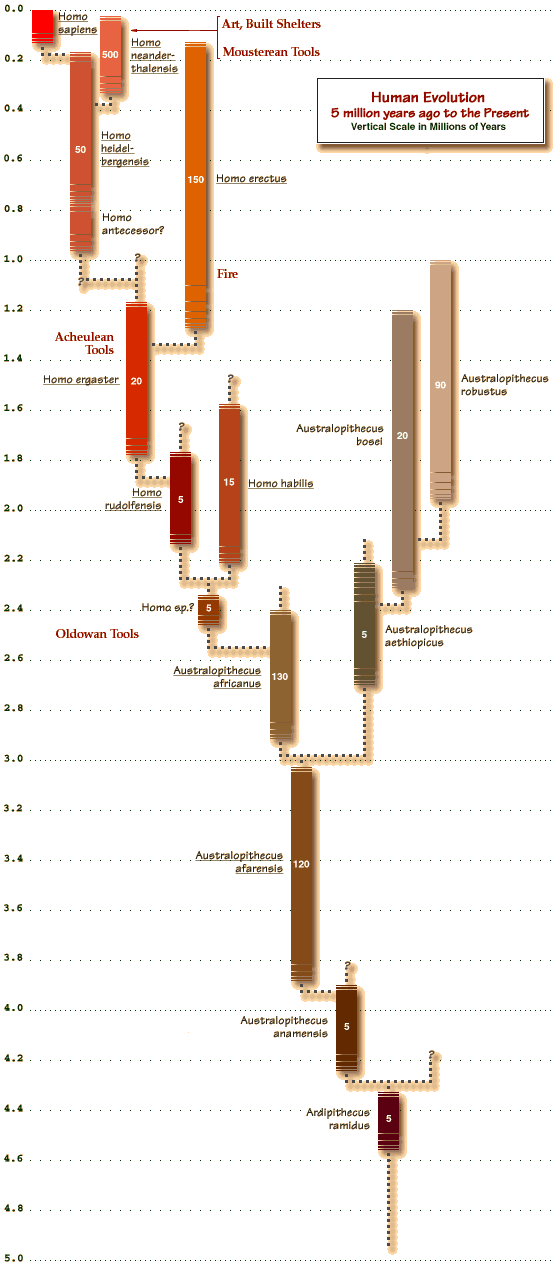 0.0
Homo
sapiens
Art, Built Shelters
Homo
neander-
thalensis
500
Mousterean Tools
0.2
Human Evolution
5 million years ago to the Present
Vertical Scale in Millions of Years
0.4
Homo
heidel-
bergensis
50
0.6
150
Homo erectus
0.8
Homo
antecessor?
1.0
?
?
Fire
1.2
Acheulean
Tools
1.4
Homo ergaster
20
?
Australopithecus
robustus
90
1.6
?
Australopithecus
bosei
20
1.8
Homo
rudolfensis
5
15
Homo habilis
2.0
2.2
2.4
Homo sp.?
5
Oldowan Tools
5
Australopithecus
aethiopicus
2.6
Australopithecus
africanus
130
2.8
3.0
3.2
3.4
Australopithecus
afarensis
120
3.6
3.8
?
4.0
Australopithecus
anamensis
5
4.2
?
4.4
Ardipithecus
ramidus
5
4.6
4.8
5.0